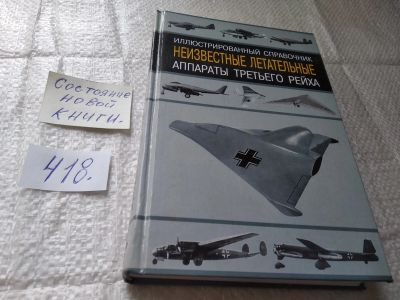 ИЛЛЮСТРИРОВАННЫЙ СПРАВОЧНИК
НЕИЗВЕСТНЫЕ ЛЕТАТЕЛЬНЫЕ
АППАРАТЫ ТРЕТЬЕГО РЕЙХА
Состояние
новой
книги.
418.